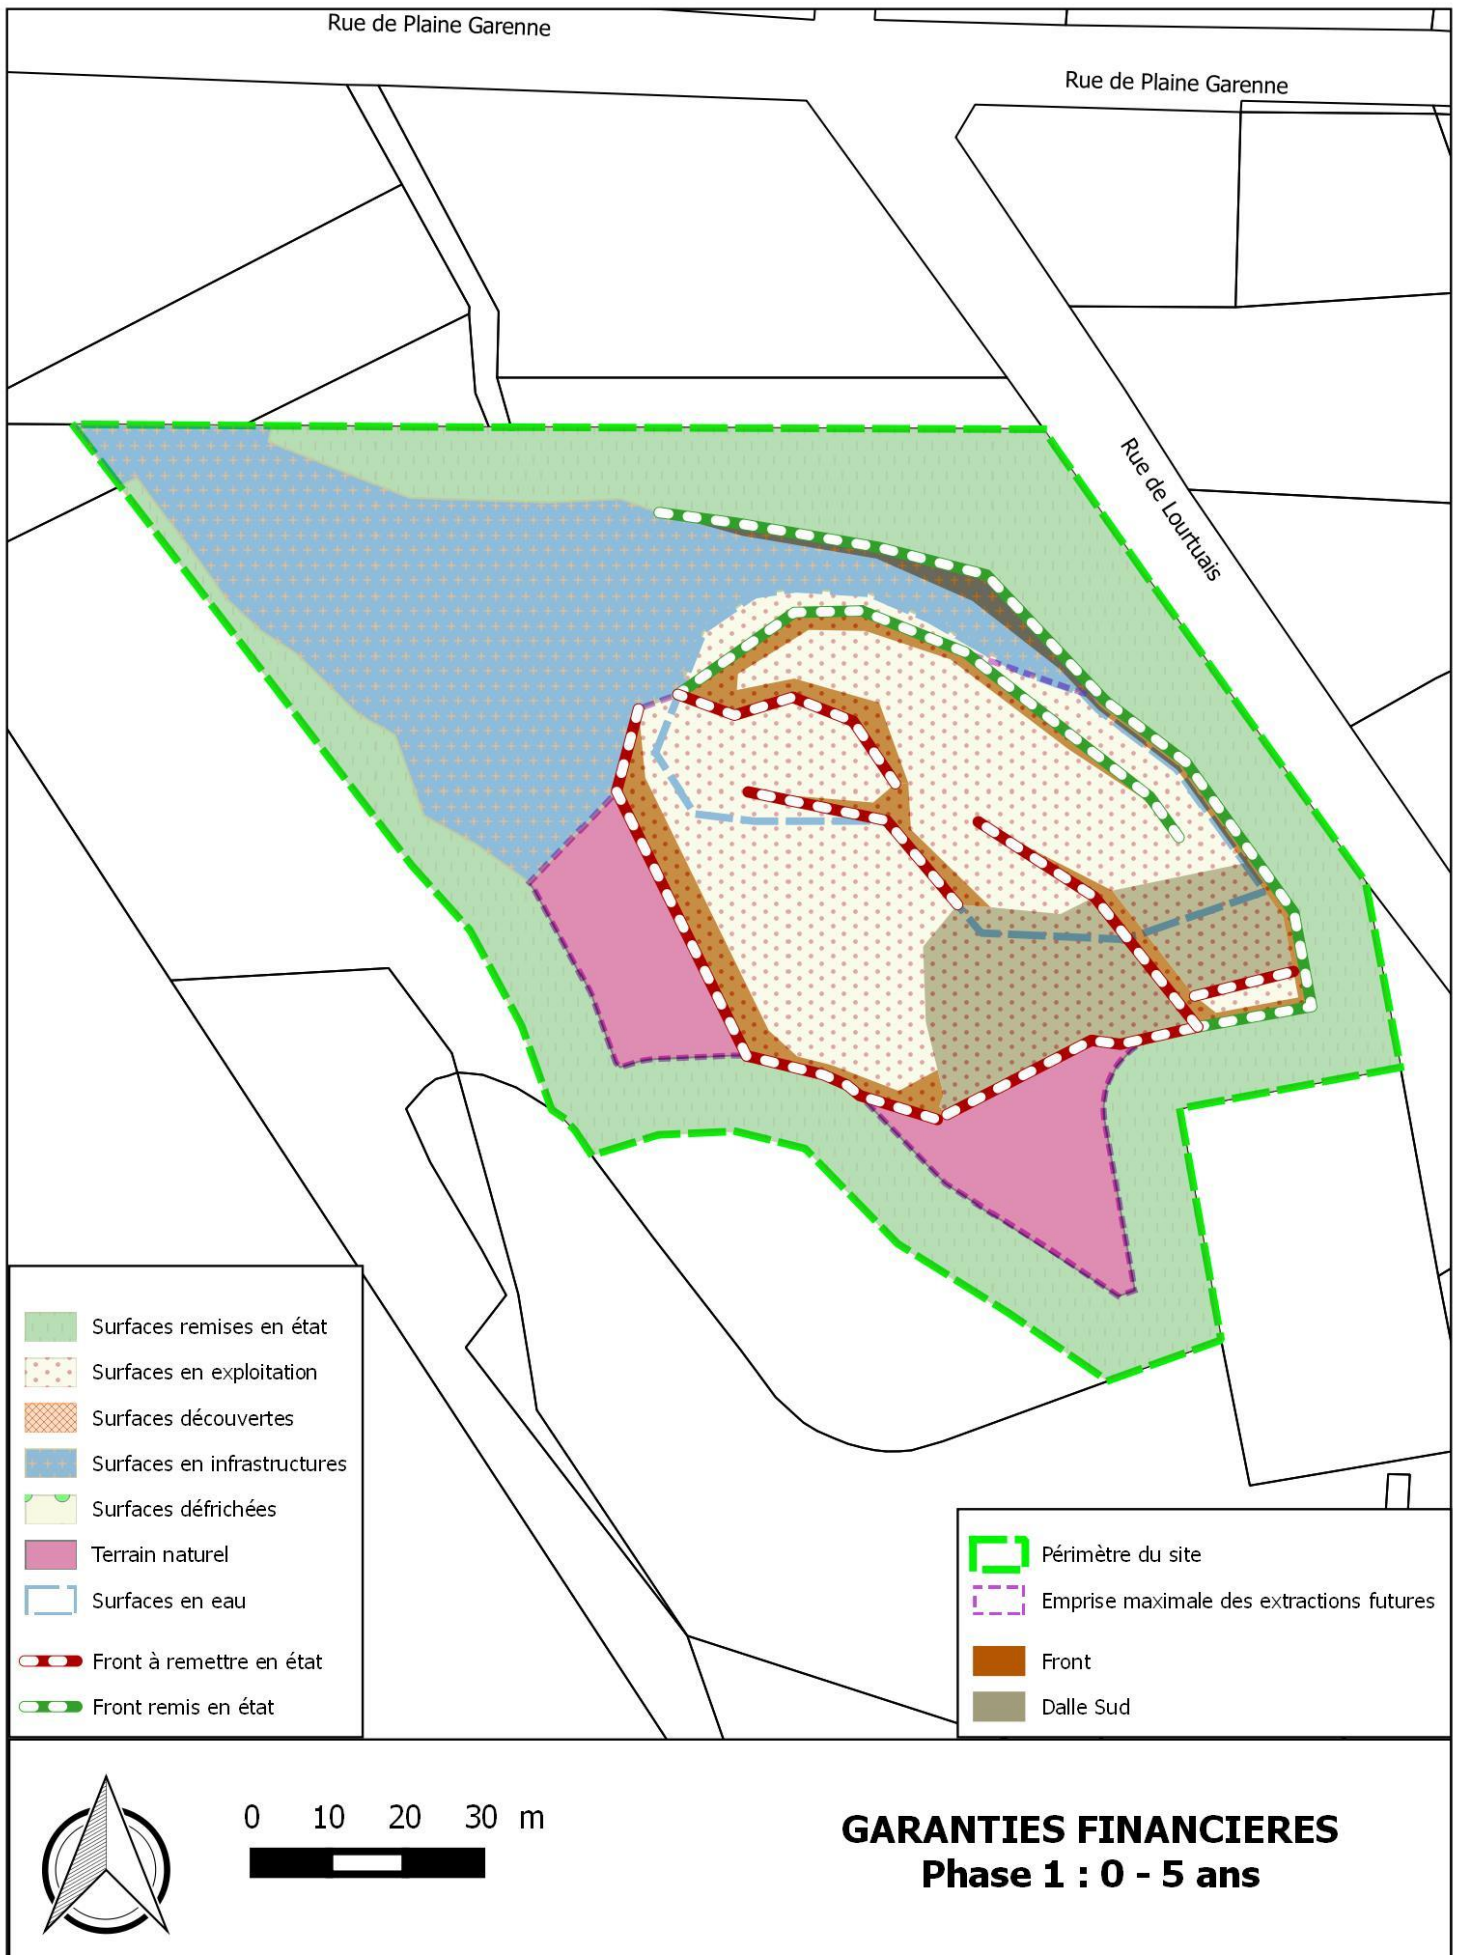 Rue de Plaine Garenne
Rue de Plaine Garenne
Rue de Lourtuais
Surfaces remises en état
Surfaces en exploitation
Surfaces découvertes
Surfaces en infrastructures
Surfaces défrichées
Terrain naturel
Surfaces en eau
Front à remettre en état
Front remis en état
Périmètre du site
Emprise maximale des extractions futures
Front
Dalle Sud
0 10 20 30 m
GARANTIES FINANCIERES
Phase 1 : 0 - 5 ans